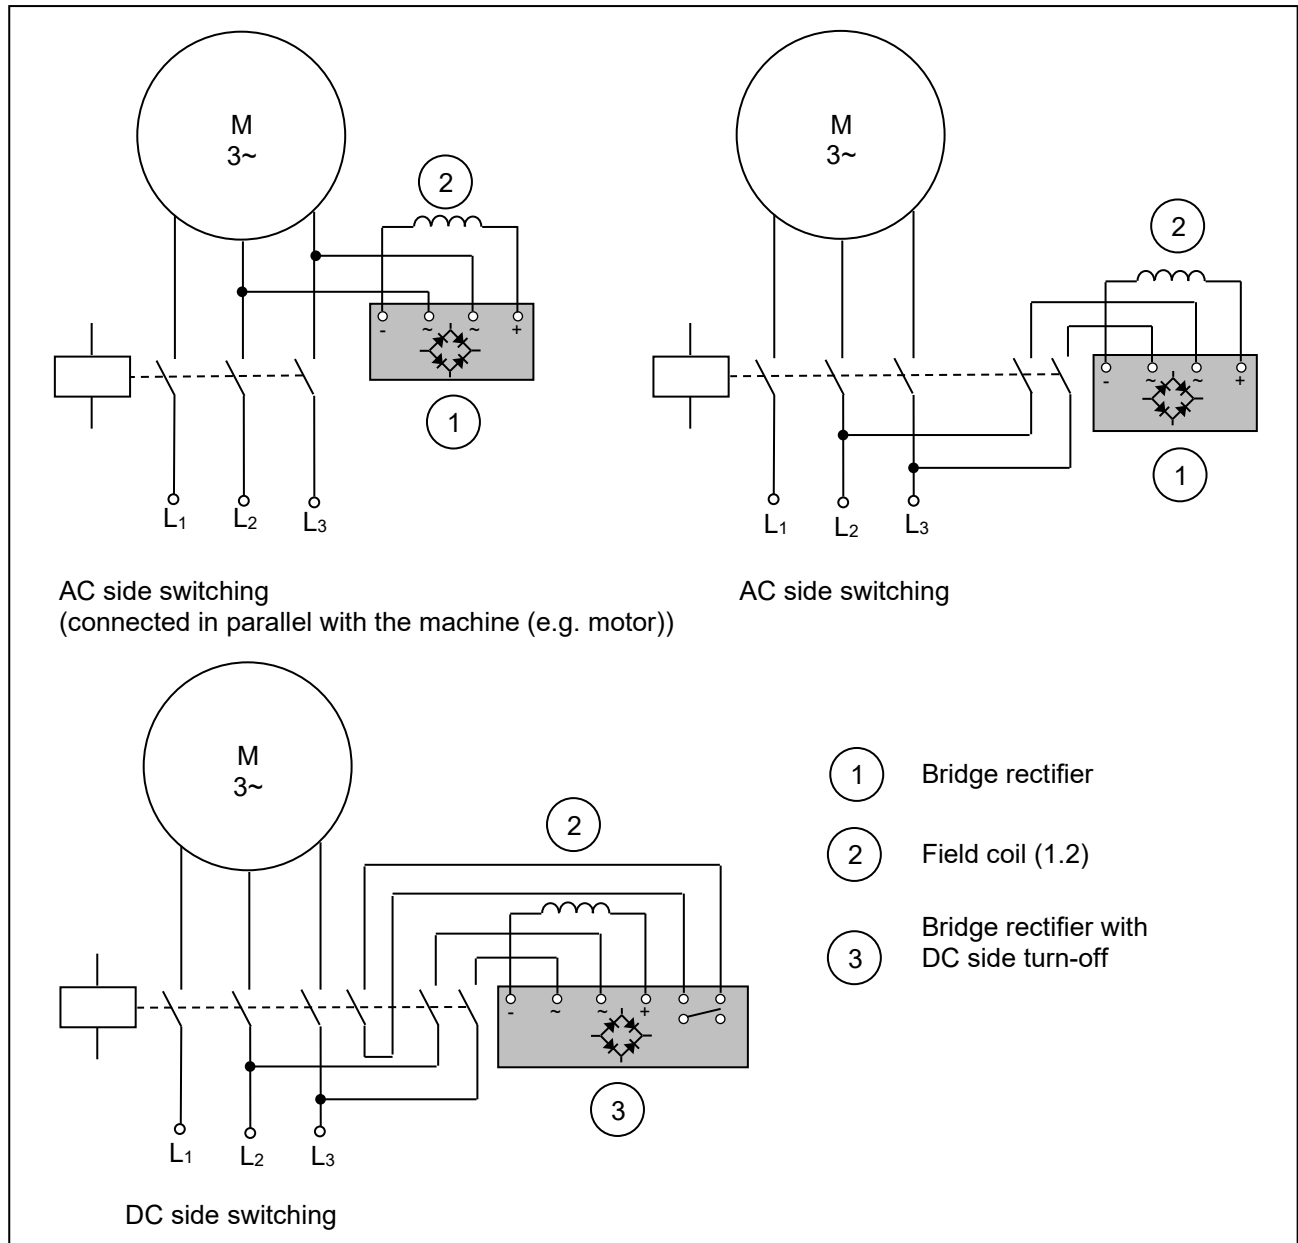 M
3~
2
- ~ ~ +
1
L1 L2 L3
AC side switching
(connected in parallel with the machine (e.g. motor))
M
3~
2
- ~ ~ +
1
L1 L2 L3
AC side switching
M
3~
2
- ~ ~ +
3
L1 L2 L3
DC side switching
1 Bridge rectifier
2 Field coil (1.2)
3 Bridge rectifier with
DC side turn-off